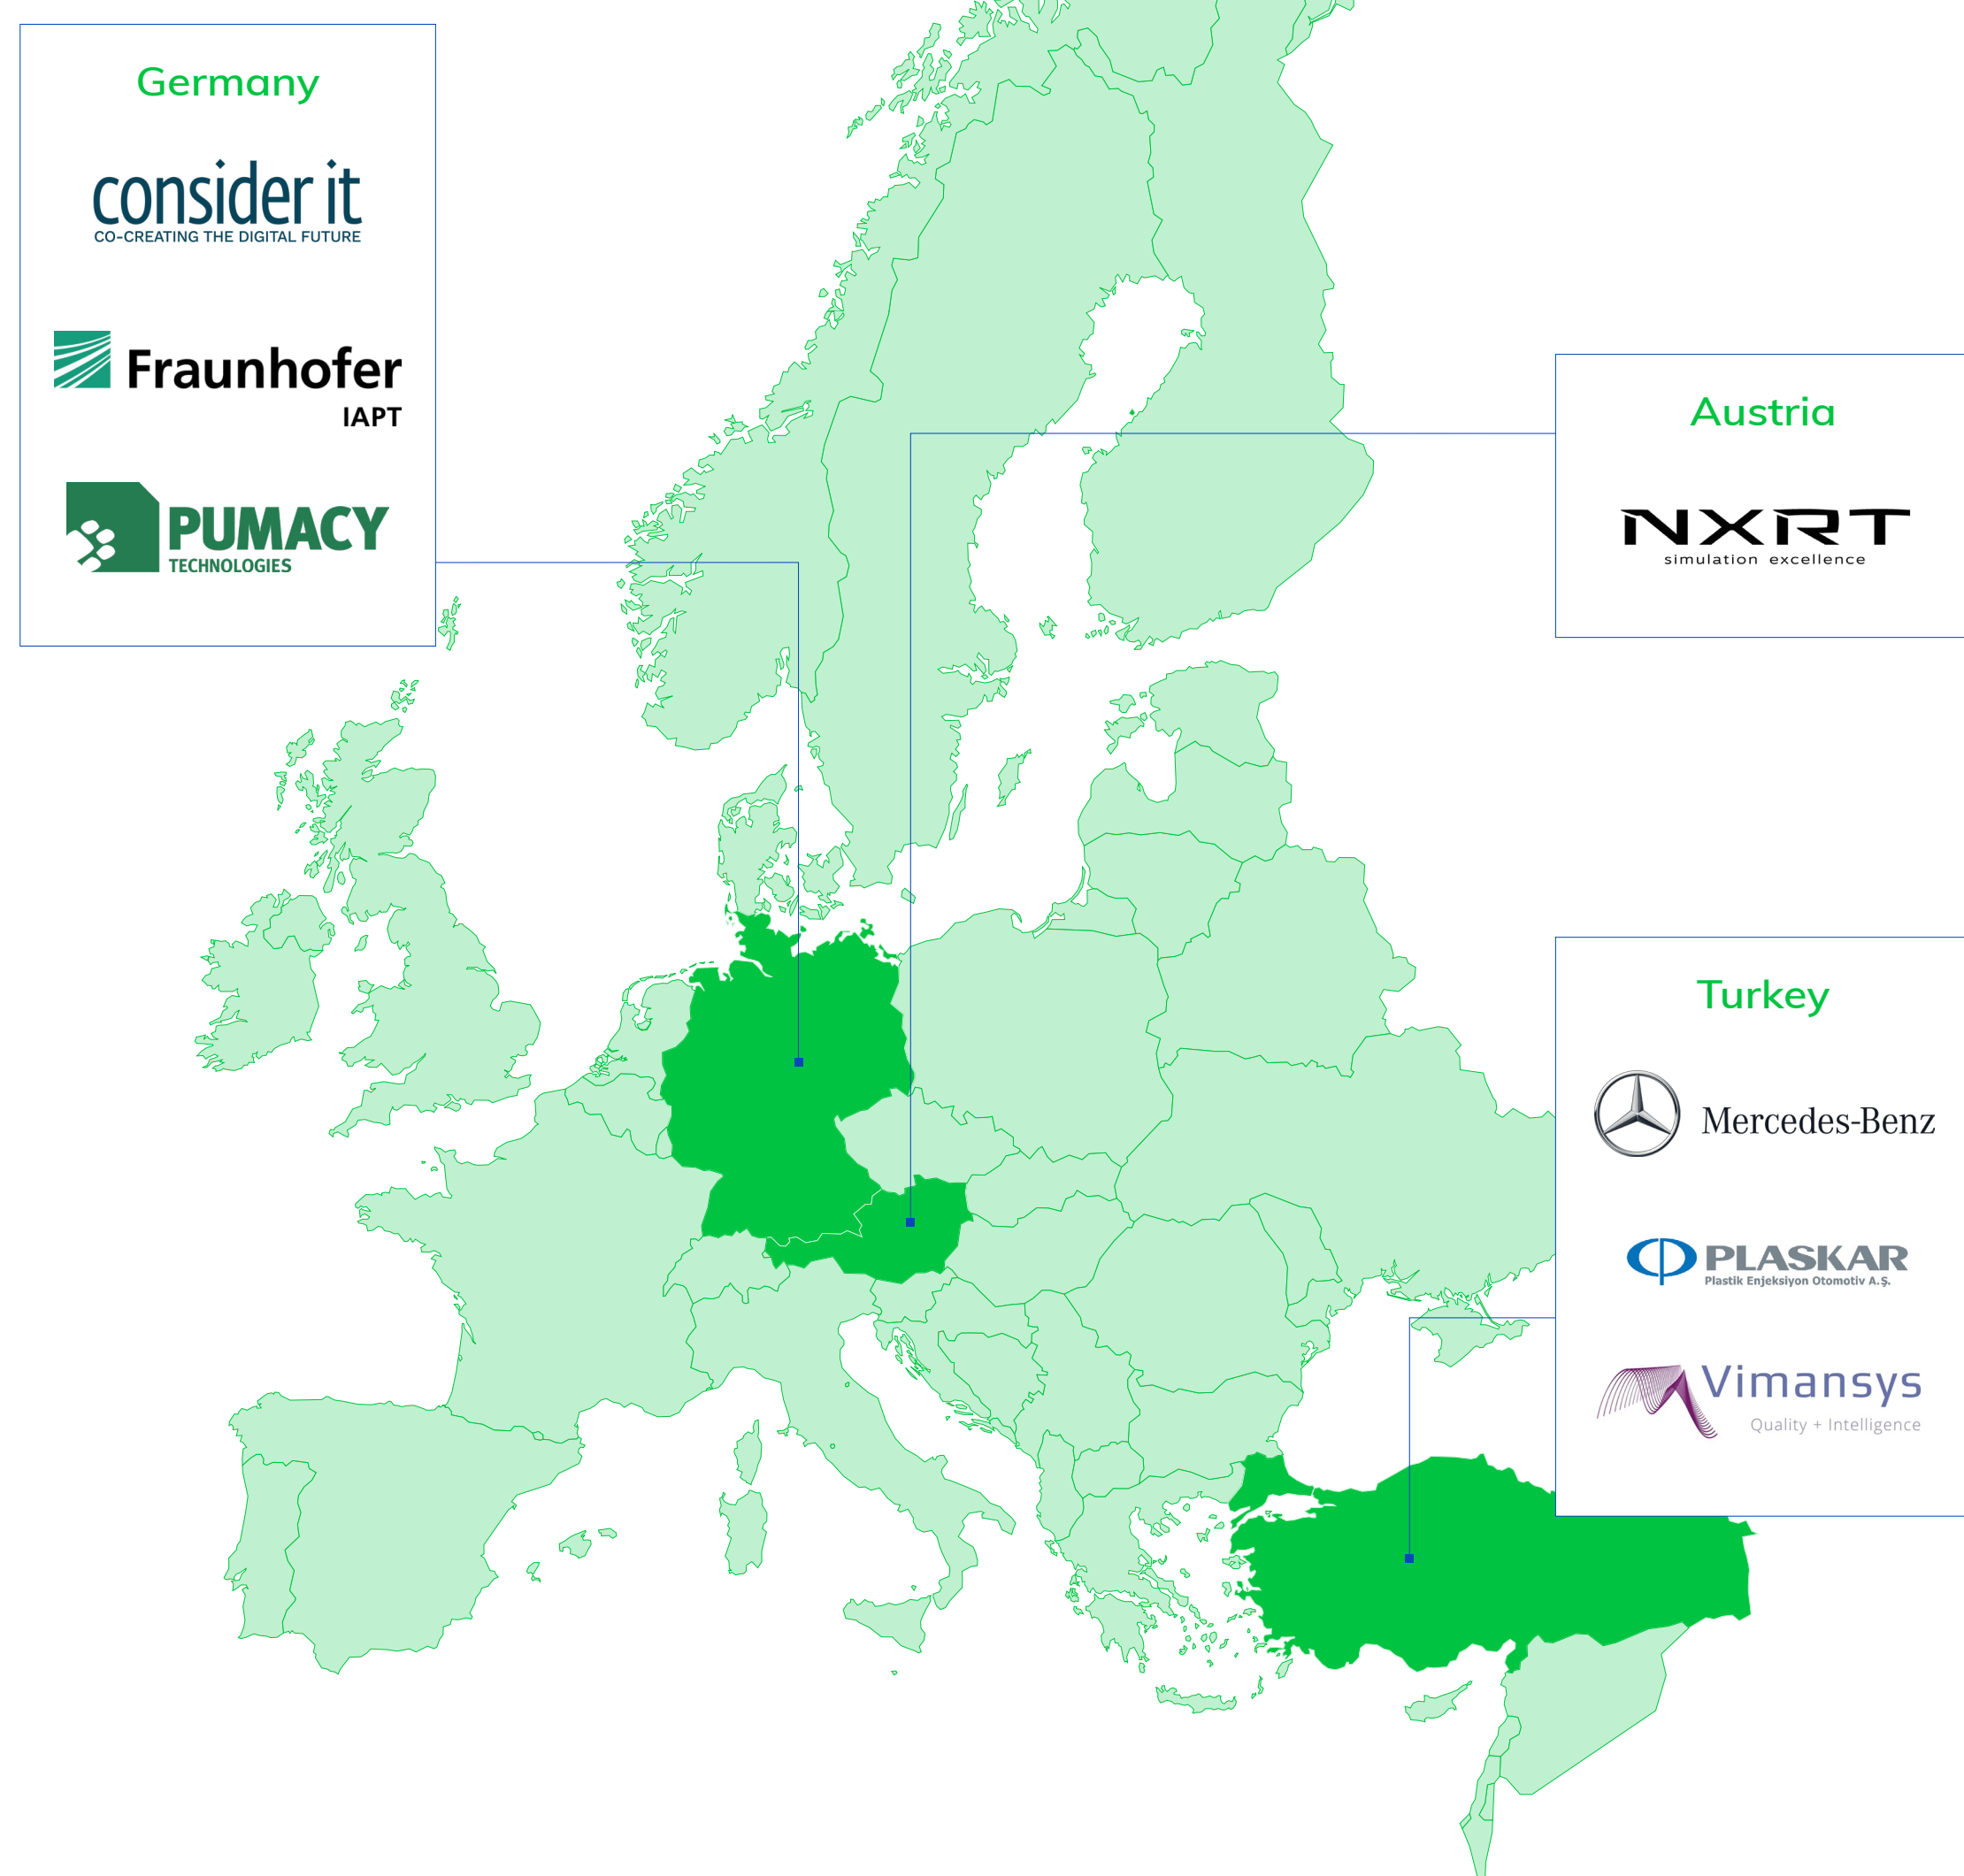 Germany
consider it
CO-CREATING THE DIGITAL FUTURE
Fraunhofer
IAPT
PUMACY
TECHNOLOGIES
Austria
NXRT
simulation excellence
Turkey
Mercedes-Benz
PLASKAR
Plastik Enjeksiyon Otomotiv A.Ş.
Vimansys
Quality + Intelligence